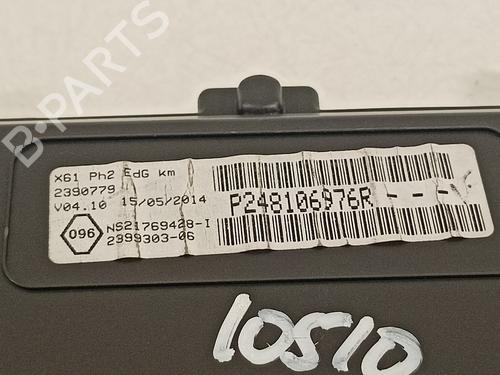 B-PARTS
X61 Ph2 EdG km
2390779
V04.10 15/05/2014
P248106976R---
096
NS21769428-I
2399303-06
10510